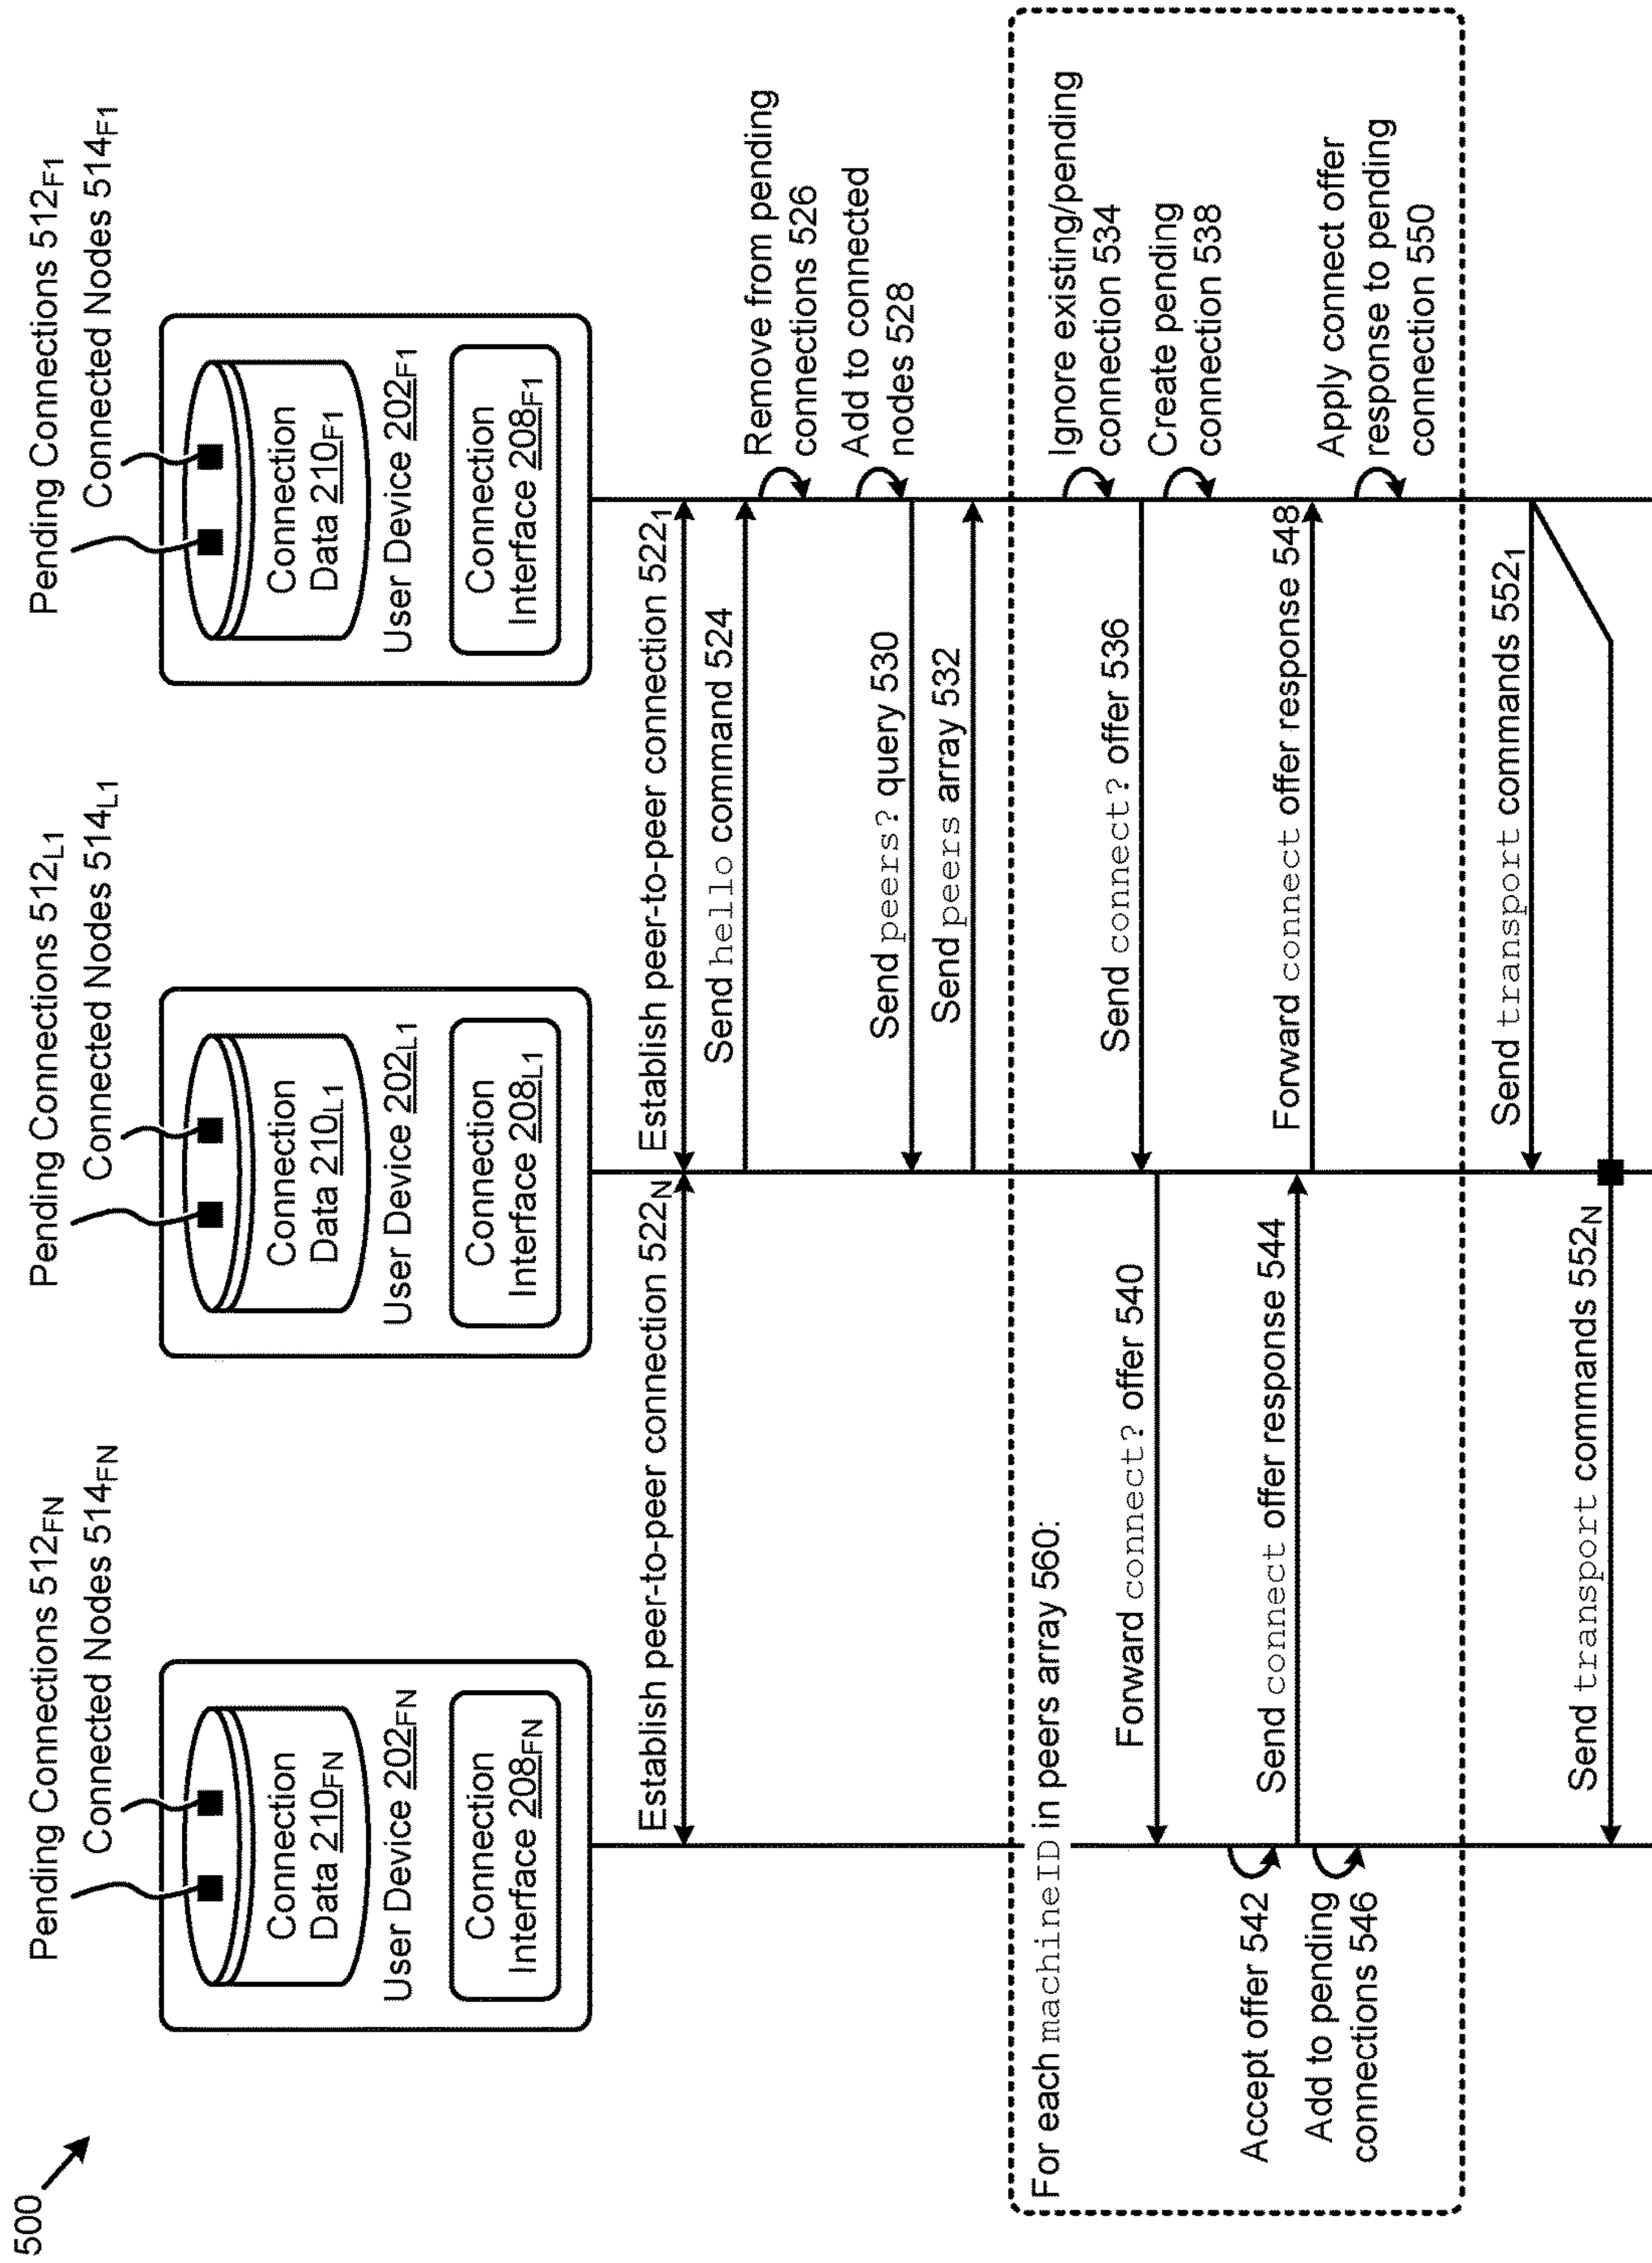 500
Pending Connections 512FN
Connected Nodes 514FN
Connection
Data 210FN
User Device 202FN
Connection
Interface 208FN
Pending Connections 512L1
Connected Nodes 514L1
Connection
Data 210L1
User Device 202L1
Connection
Interface 208L1
Pending Connections 512F1
Connected Nodes 514F1
Connection
Data 210F1
User Device 202F1
Connection
Interface 208F1
Establish peer-to-peer connection 522N
Establish peer-to-peer connection 5221
Send hello command 524
Remove from pending
connections 526
Add to connected
nodes 528
Send peers? query 530
Send peers array 532
For each machineID in peers array 560:
Ignore existing/pending
connection 534
Send connect? offer 536
Create pending
connection 538
Forward connect? offer 540
Accept offer 542
Send connect offer response 544
Add to pending
connections 546
Forward connect offer response 548
Apply connect offer
response to pending
connection 550
Send transport commands 5521
Send transport commands 552N